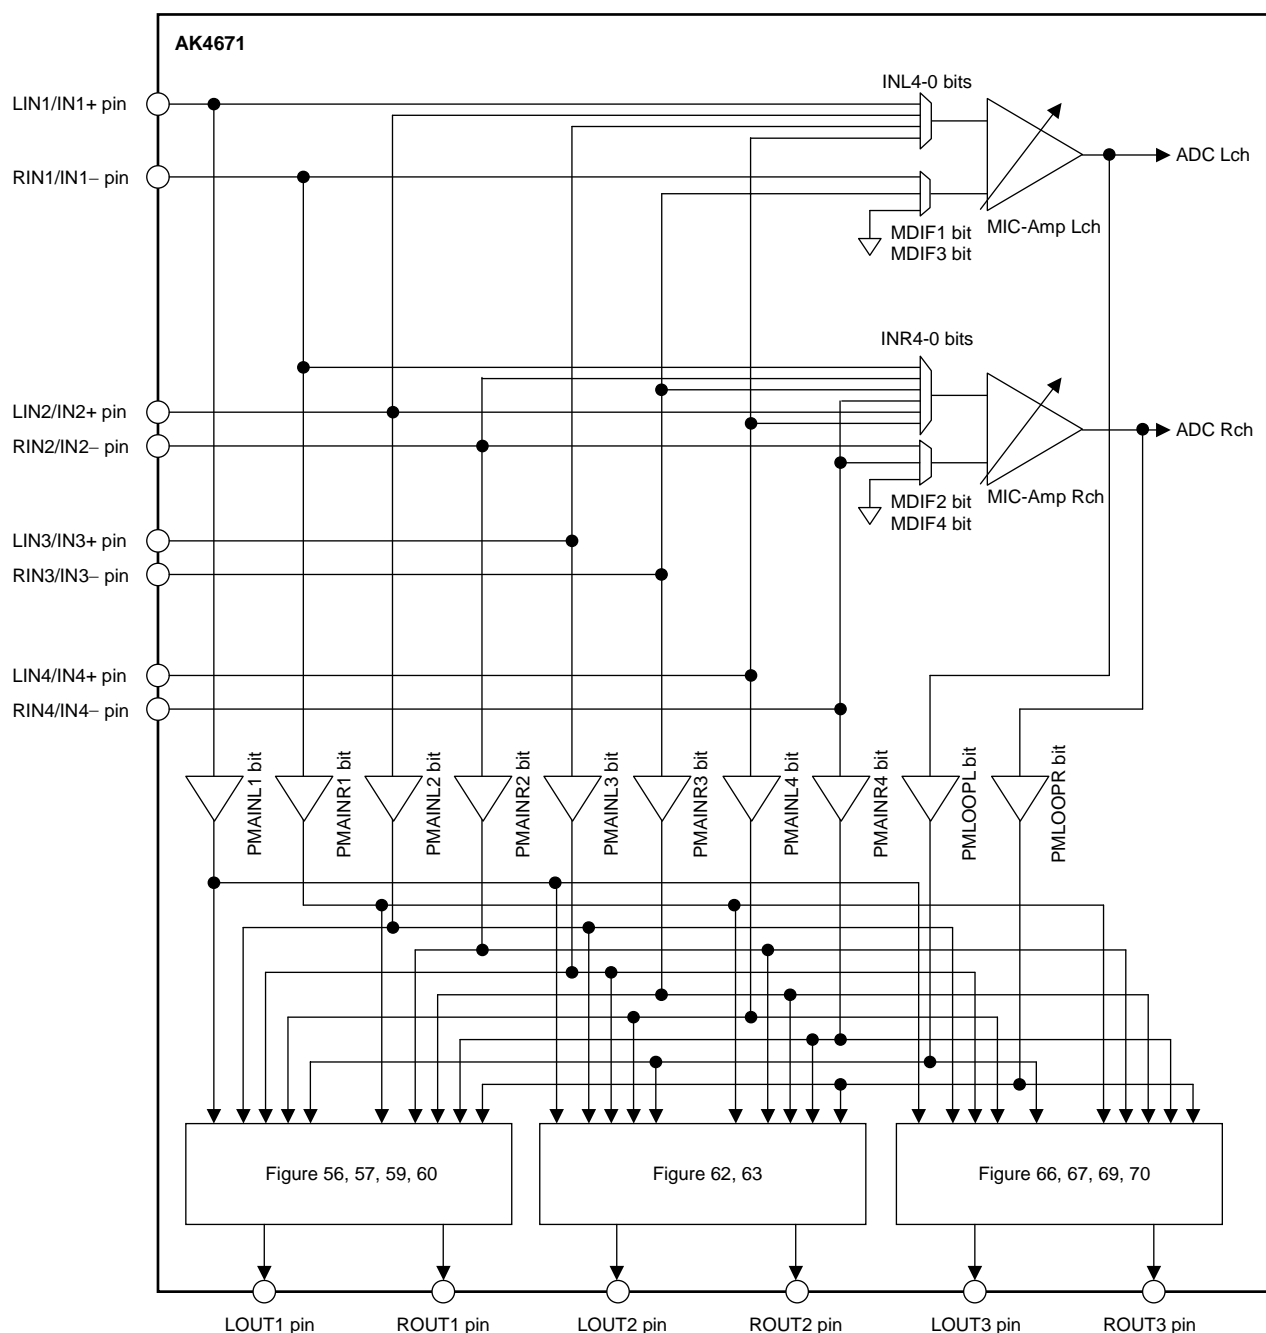 AK4671
LIN1/IN1+ pin
INL4-0 bits
ADC Lch
RIN1/IN1− pin
MIC-Amp Lch
MDIF1 bit
MDIF3 bit
INR4-0 bits
LIN2/IN2+ pin
RIN2/IN2− pin
ADC Rch
MIC-Amp Rch
MDIF2 bit
MDIF4 bit
LIN3/IN3+ pin
RIN3/IN3− pin
LIN4/IN4+ pin
RIN4/IN4− pin
PMAINL1 bit
PMAINR1 bit
PMAINL2 bit
PMAINR2 bit
PMAINL3 bit
PMAINR3 bit
PMAINL4 bit
PMAINR4 bit
PMLOOPL bit
PMLOOPR bit
Figure 56, 57, 59, 60
Figure 62, 63
Figure 66, 67, 69, 70
LOUT1 pin
ROUT1 pin
LOUT2 pin
ROUT2 pin
LOUT3 pin
ROUT3 pin